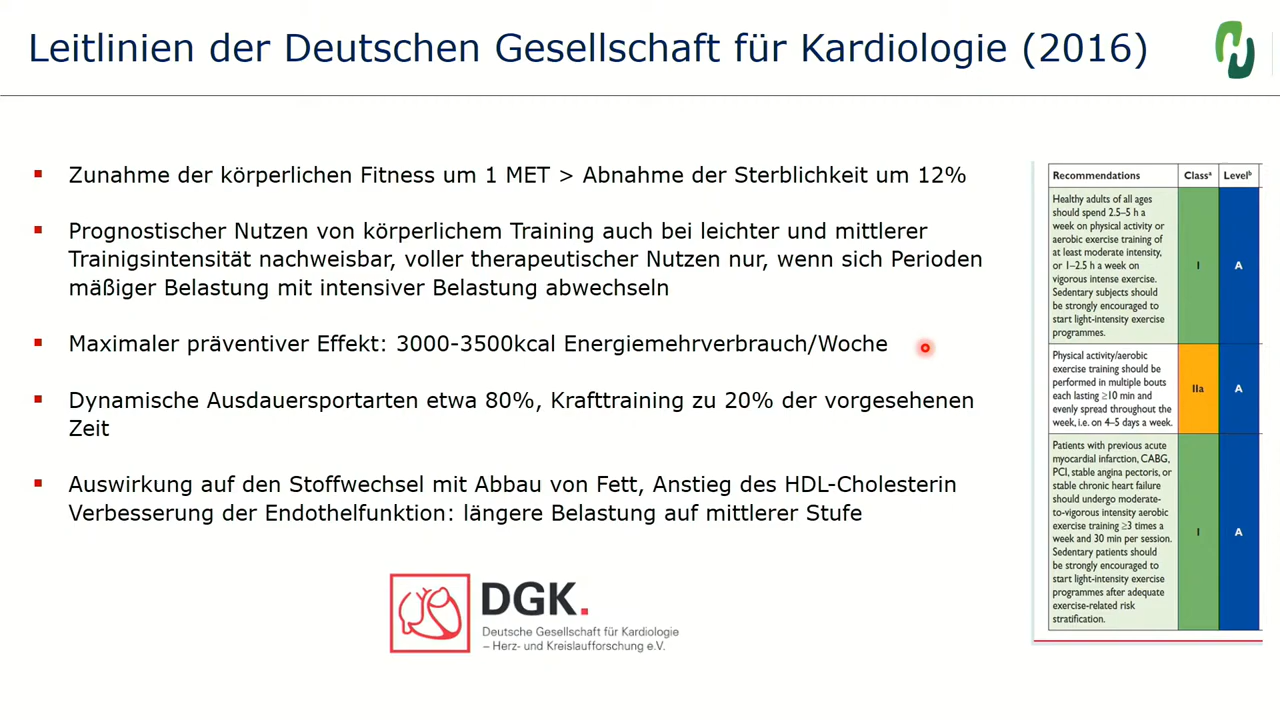 Leitlinien der Deutschen Gesellschaft für Kardiologie (2016)
Zunahme der körperlichen Fitness um 1 MET > Abnahme der Sterblichkeit um 12%
Prognostischer Nutzen von körperlichem Training auch bei leichter und mittlerer
Trainigsintensität nachweisbar, voller therapeutischer Nutzen nur, wenn sich Perioden
mäßiger Belastung mit intensiver Belastung abwechseln
Maximaler präventiver Effekt: 3000-3500kcal Energiemehrverbrauch/Woche
Dynamische Ausdauersportarten etwa 80%, Krafttraining zu 20% der vorgesehenen
Zeit
Auswirkung auf den Stoffwechsel mit Abbau von Fett, Anstieg des HDL-Cholesterin
Verbesserung der Endothelfunktion: längere Belastung auf mittlerer Stufe
DGK.
Deutsche Gesellschaft für Kardiologie
– Herz- und Kreislaufforschung e.V.
Recommendations Classᵃ Levelᵇ
Healthy adults of all ages
should spend 2.5–5 h a
week on physical activity or
aerobic exercise training of
at least moderate intensity,
or 1–2.5 h a week on
vigorous intense exercise.
Sedentary subjects should
be strongly encouraged to
start light-intensity exercise
programmes.
I A
Physical activity/aerobic
exercise training should be
performed in multiple bouts
each lasting ≥10 min and
evenly spread throughout the
week, i.e. on 4–5 days a week.
IIa A
Patients with previous acute
myocardial infarction, CABG,
PCI, stable angina pectoris, or
stable chronic heart failure
should undergo moderate-
to-vigorous intensity aerobic
exercise training ≥3 times a
week and 30 min per session.
Sedentary patients should
be strongly encouraged to
start light-intensity exercise
programmes after adequate
exercise-related risk
stratification.
I A